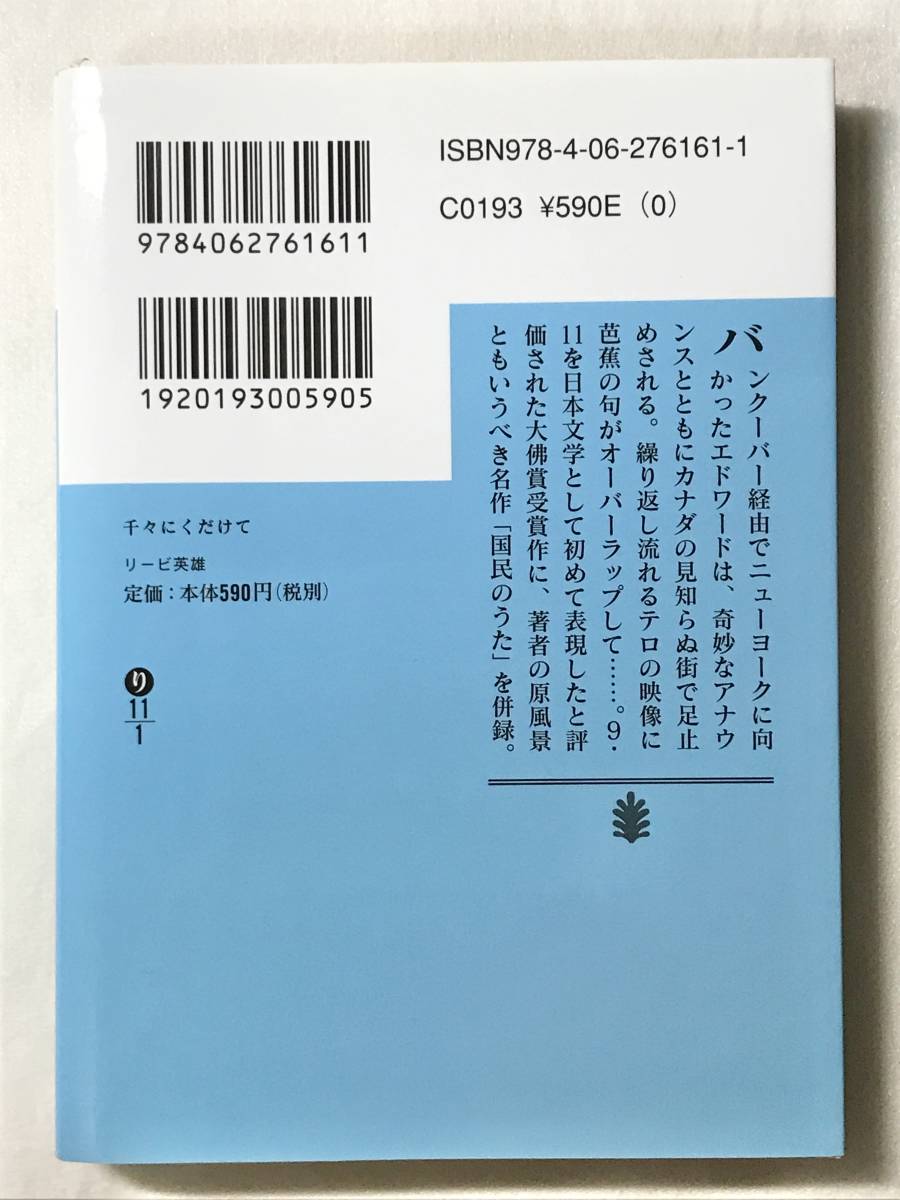 ISBN978-4-06-276161-1
C0193 ¥590E (0)
9784062761611
1920193005905
バンクーバー経由でニューヨークに向
かったエドワードは、奇妙なアナウ
ンスとともにカナダの見知らぬ街で足止
めされる。繰り返し流れるテロの映像に
芭蕉の句がオーバーラップして……。9・
11を日本文学として初めて表現したと評
価された大佛賞受賞作に、著者の原風景
ともいうべき名作「国民のうた」を併録。
千々にくだけて
リービ英雄
定価：本体590円（税別）
り
11
1